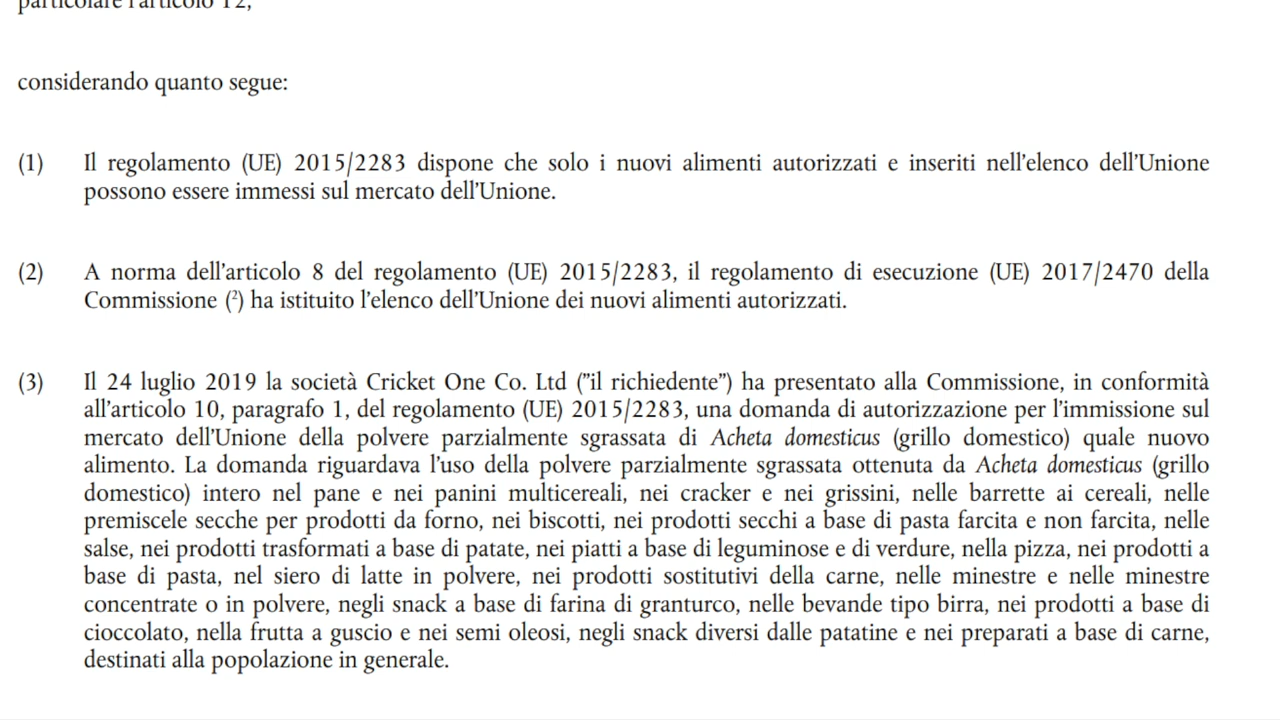 particolare l'articolo 12,
considerando quanto segue:
(1) Il regolamento (UE) 2015/2283 dispone che solo i nuovi alimenti autorizzati e inseriti nell'elenco dell'Unione
possono essere immessi sul mercato dell'Unione.
(2) A norma dell'articolo 8 del regolamento (UE) 2015/2283, il regolamento di esecuzione (UE) 2017/2470 della
Commissione (²) ha istituito l'elenco dell'Unione dei nuovi alimenti autorizzati.
(3) Il 24 luglio 2019 la società Cricket One Co. Ltd ("il richiedente") ha presentato alla Commissione, in conformità
all'articolo 10, paragrafo 1, del regolamento (UE) 2015/2283, una domanda di autorizzazione per l'immissione sul
mercato dell'Unione della polvere parzialmente sgrassata di Acheta domesticus (grillo domestico) quale nuovo
alimento. La domanda riguardava l'uso della polvere parzialmente sgrassata ottenuta da Acheta domesticus (grillo
domestico) intero nel pane e nei panini multicereali, nei cracker e nei grissini, nelle barrette ai cereali, nelle
premiscele secche per prodotti da forno, nei biscotti, nei prodotti secchi a base di pasta farcita e non farcita, nelle
salse, nei prodotti trasformati a base di patate, nei piatti a base di leguminose e di verdure, nella pizza, nei prodotti a
base di pasta, nel siero di latte in polvere, nei prodotti sostitutivi della carne, nelle minestre e nelle minestre
concentrate o in polvere, negli snack a base di farina di granturco, nelle bevande tipo birra, nei prodotti a base di
cioccolato, nella frutta a guscio e nei semi oleosi, negli snack diversi dalle patatine e nei preparati a base di carne,
destinati alla popolazione in generale.